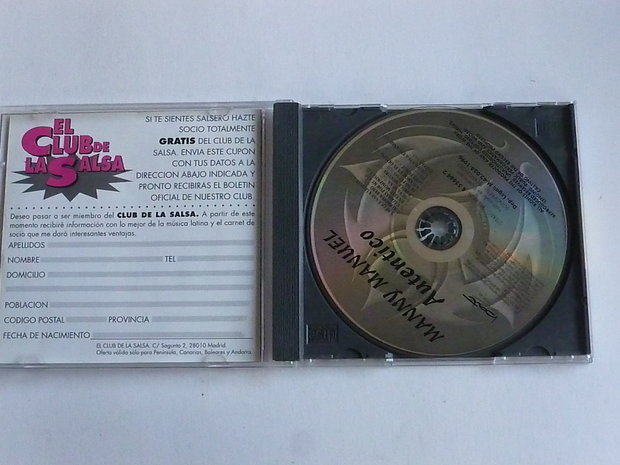 EL
CLUB DE
LA SALSA
SI TE SIENTES SALSERO HAZTE
SOCIO TOTALMENTE
GRATIS DEL CLUB DE LA
SALSA. ENVIA ESTE CUPON
CON TUS DATOS A LA
DIRECCION ABAJO INDICADA Y
PRONTO RECIBIRAS EL BOLETIN
OFICIAL DE NUESTRO CLUB.
Deseo pasar a ser miembro del CLUB DE LA SALSA. A partir de este
momento recibiré información con lo mejor de la música latina y el carnet de
socio que me dará interesantes ventajas.
APELLIDOS
NOMBRE TEL
DOMICILIO
POBLACION
CODIGO POSTAL PROVINCIA
FECHA DE NACIMIENTO
EL CLUB DE LA SALSA. C/ Sagunto 2, 28010 Madrid.
Oferta válida sólo para Península, Canarias, Baleares y Andorra.
MANNY MANUEL
Autentico